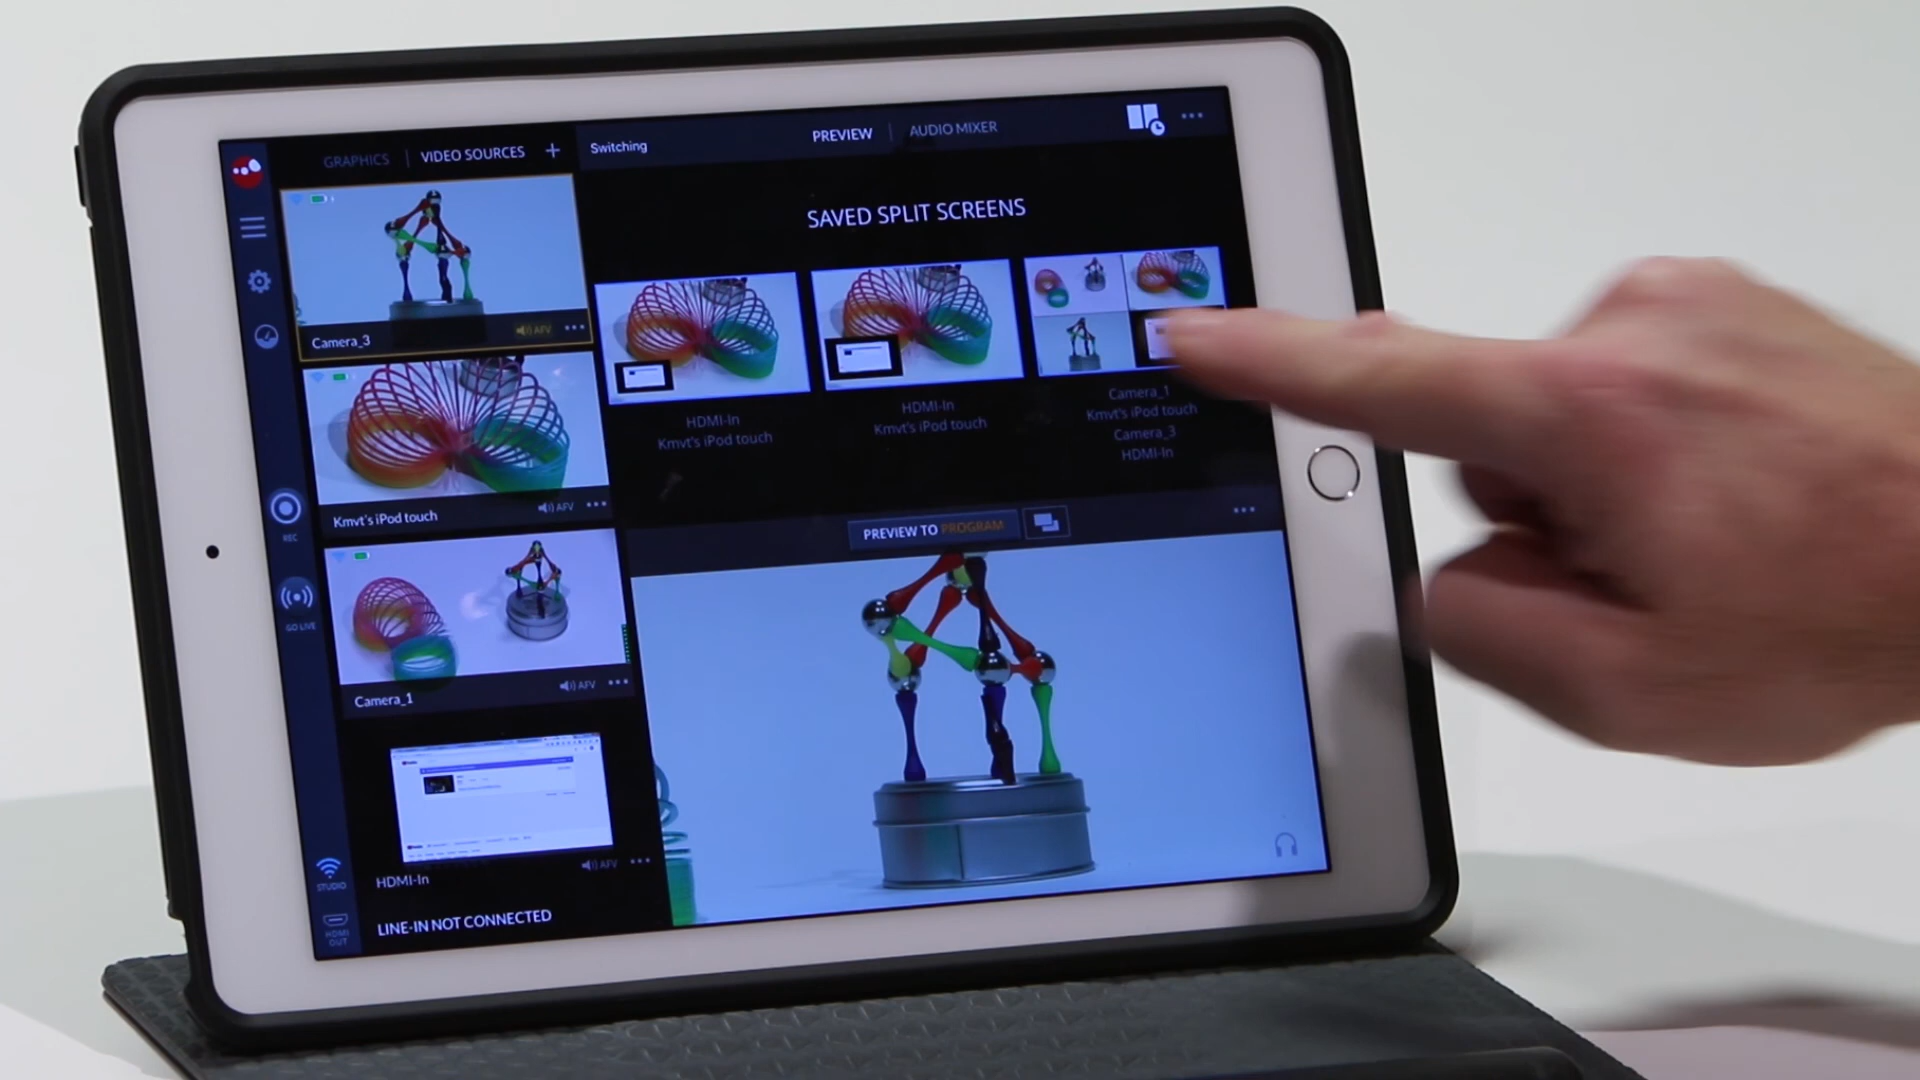 GRAPHICS | VIDEO SOURCES +
Switching
PREVIEW | AUDIO MIXER
SAVED SPLIT SCREENS
Camera_3
AFV
Kmvt's iPod touch
AFV
Camera_1
AFV
HDMI-In
AFV
LINE-IN NOT CONNECTED
REC
GO LIVE
STUDIO
HDMI
OUT
HDMI-In
Kmvt's iPod touch
HDMI-In
Kmvt's iPod touch
Camera_1
Kmvt's iPod touch
Camera_3
HDMI-In
PREVIEW TO PROGRAM